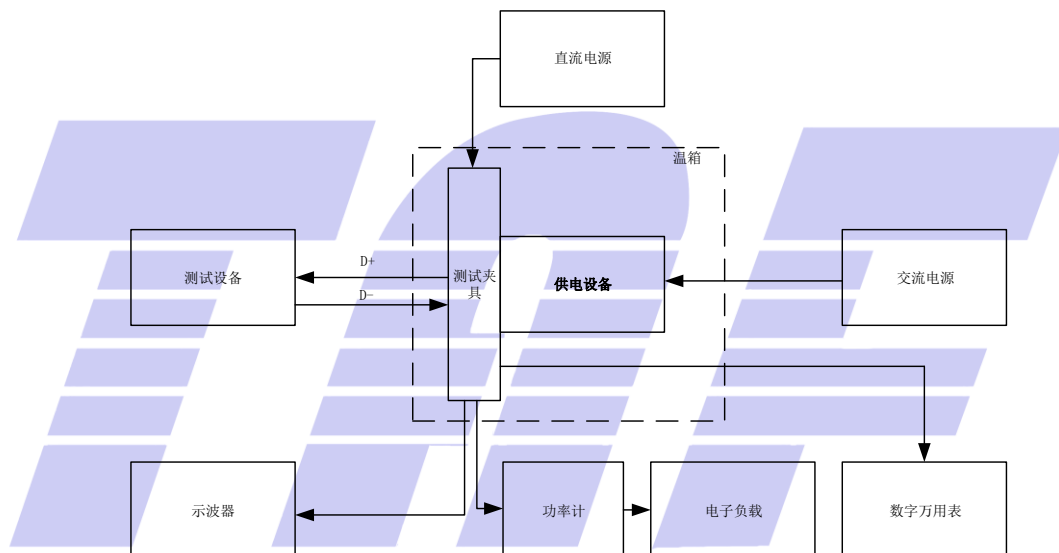 直流电源
温箱
测试设备
D+
D-
测试夹
具
供电设备
交流电源
示波器
功率计
电子负载
数字万用表